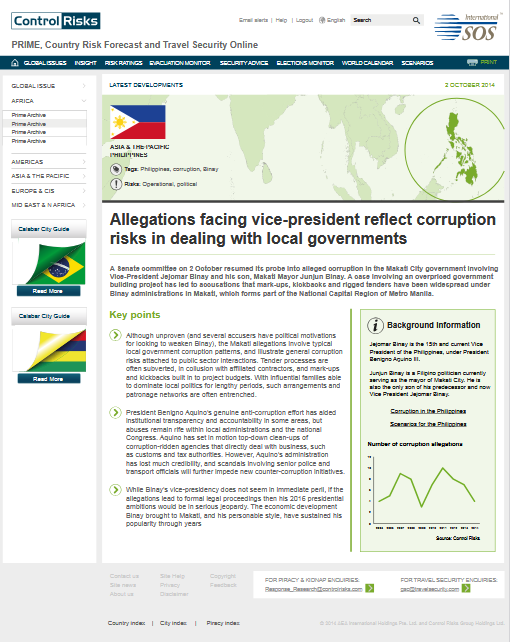 Control Risks
Email alerts | Help | Logout English Search
International SOS
PRIME, Country Risk Forecast and Travel Security Online
GLOBAL ISSUES INSIGHT RISK RATINGS EVACUATION MONITOR SECURITY ADVICE ELECTIONS MONITOR WORLD CALENDAR SCENARIOS PRINT
GLOBAL ISSUE
AFRICA
Prime Archive
Prime Archive
Prime Archive
Prime Archive
AMERICAS
ASIA & THE PACIFIC
EUROPE & CIS
MID EAST & N AFRICA
Calabar City Guide
Read More
Calabar City Guide
Read More
LATEST DEVELOPMENTS 2 OCTOBER 2014
ASIA & THE PACIFIC
PHILIPPINES
Tags: Philippines, corruption, Binay
Risks: Operational, political
Allegations facing vice-president reflect corruption
risks in dealing with local governments
A Senate committee on 2 October resumed its probe into alleged corruption in the Makati City government involving
Vice-President Jejomar Binay and his son, Makati Mayor Junjun Binay. A case involving an overpriced government
building project has led to accusations that mark-ups, kickbacks and rigged tenders have been widespread under
Binay administrations in Makati, which forms part of the National Capital Region of Metro Manila.
Key points
Although unproven (and several accusers have political motivations
for looking to weaken Binay), the Makati allegations involve typical
local government corruption patterns, and illustrate general corruption
risks attached to public sector interactions. Tender processes are
often subverted, in collusion with affiliated contractors, and mark-ups
and kickbacks built in to project budgets. With influential families able
to dominate local politics for lengthy periods, such arrangements and
patronage networks are often entrenched.
President Benigno Aquino's genuine anti-corruption effort has aided
institutional transparency and accountability in some areas, but
abuses remain rife within local administrations and the national
Congress. Aquino has set in motion top-down clean-ups of
corruption-ridden agencies that directly deal with business, such
as customs and tax authorities. However, Aquino's administration
has lost much credibility, and scandals involving senior police and
transport officials will further impede new counter-corruption initiatives.
While Binay's vice-presidency does not seem in immediate peril, if the
allegations lead to formal legal proceedings then his 2016 presidential
ambitions would be in serious jeopardy. The economic development
Binay brought to Makati, and his personable style, have sustained his
popularity through years
Background Information
Jejomar Binay is the 15th and current Vice
President of the Philippines, under President
Benigno Aquino III.
Junjun Binay is a Filipino politician currently
serving as the mayor of Makati City. He is
also the only son of his predecessor and now
Vice President Jejomar Binay.
Corruption in the Philippines
Scenarios for the Philippines
Number of corruption allegations
Source: Control Risks
Contact us Site Help Copyright
Site news Privacy Feedback
About us Disclaimer
FOR PIRACY & KIDNAP ENQUIRIES:
Response_Research@controlrisks.com
FOR TRAVEL SECURITY ENQUIRIES:
gsc@travelsecurity.com
Country index | City index | Piracy index